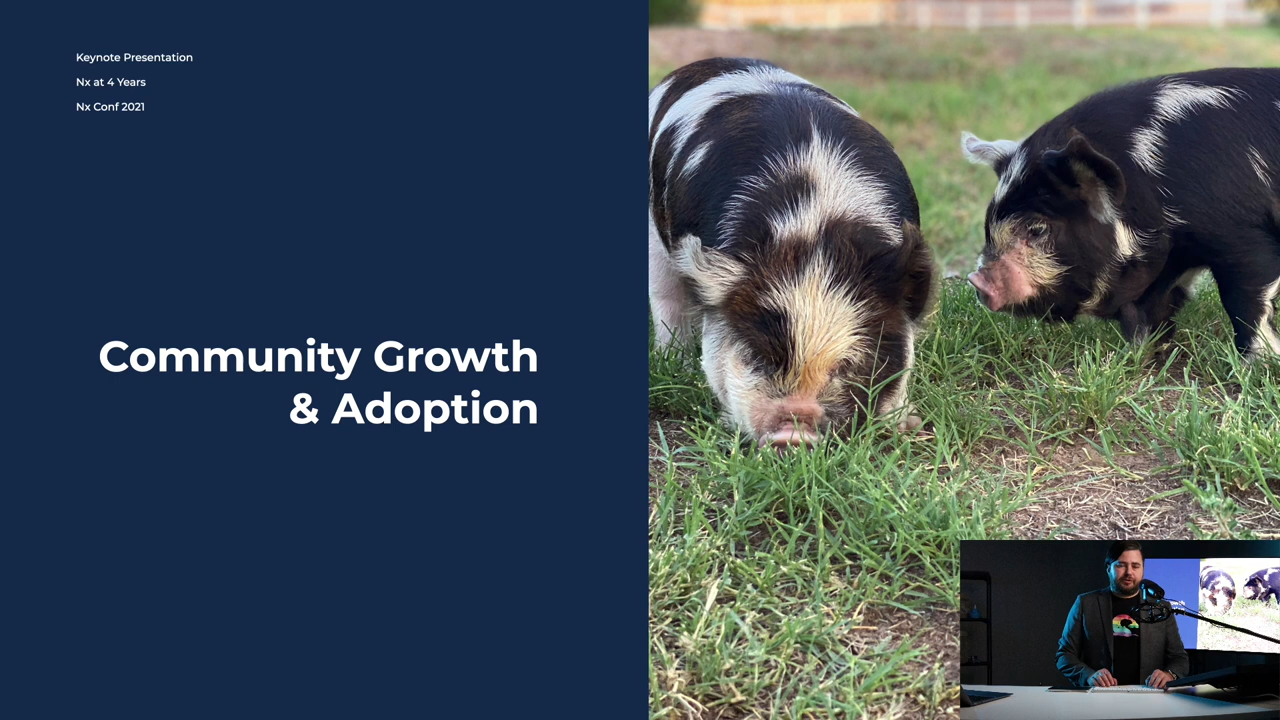 Keynote Presentation
Nx at 4 Years
Nx Conf 2021
Community Growth
& Adoption